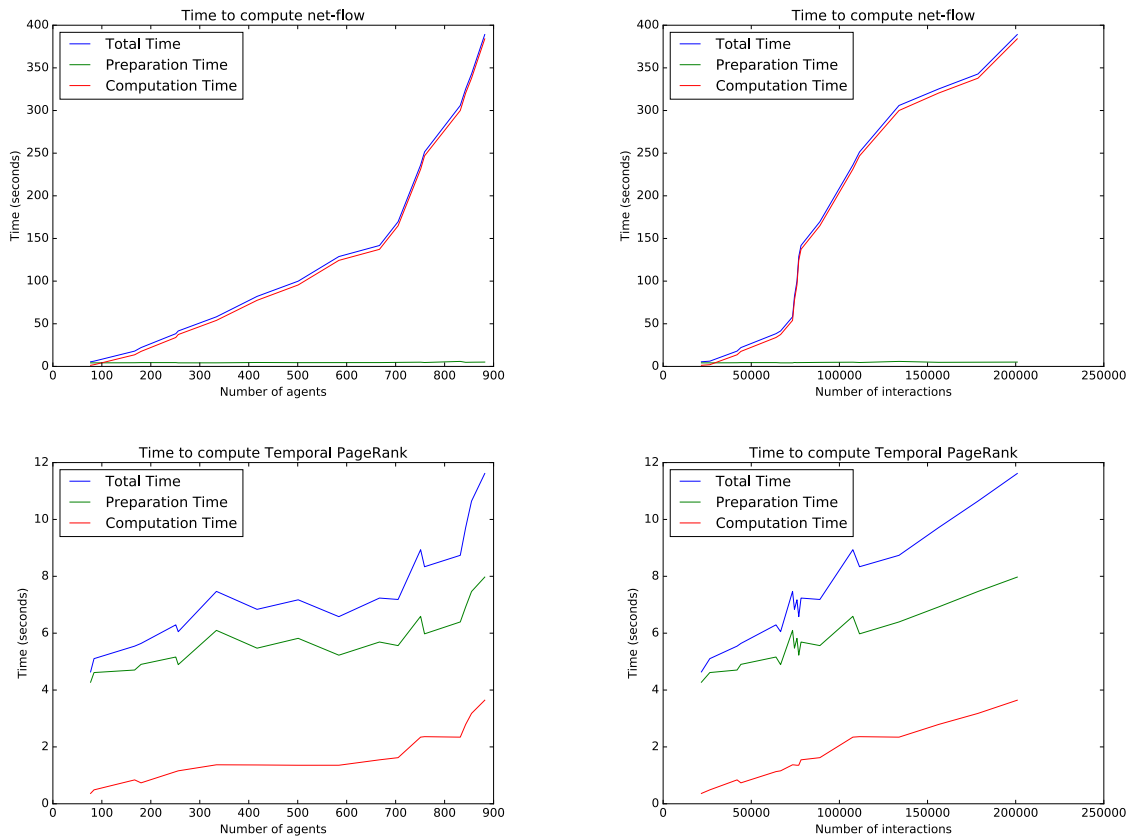 Time to compute net-flow
400
350
300
250
200
150
100
50
0
Time (seconds)
Total Time
Preparation Time
Computation Time
0 100 200 300 400 500 600 700 800 900
Number of agents
Time to compute net-flow
400
350
300
250
200
150
100
50
0
Time (seconds)
Total Time
Preparation Time
Computation Time
0 50000 100000 150000 200000 250000
Number of interactions
Time to compute Temporal PageRank
12
10
8
6
4
2
0
Time (seconds)
Total Time
Preparation Time
Computation Time
0 100 200 300 400 500 600 700 800 900
Number of agents
Time to compute Temporal PageRank
12
10
8
6
4
2
0
Time (seconds)
Total Time
Preparation Time
Computation Time
0 50000 100000 150000 200000 250000
Number of interactions